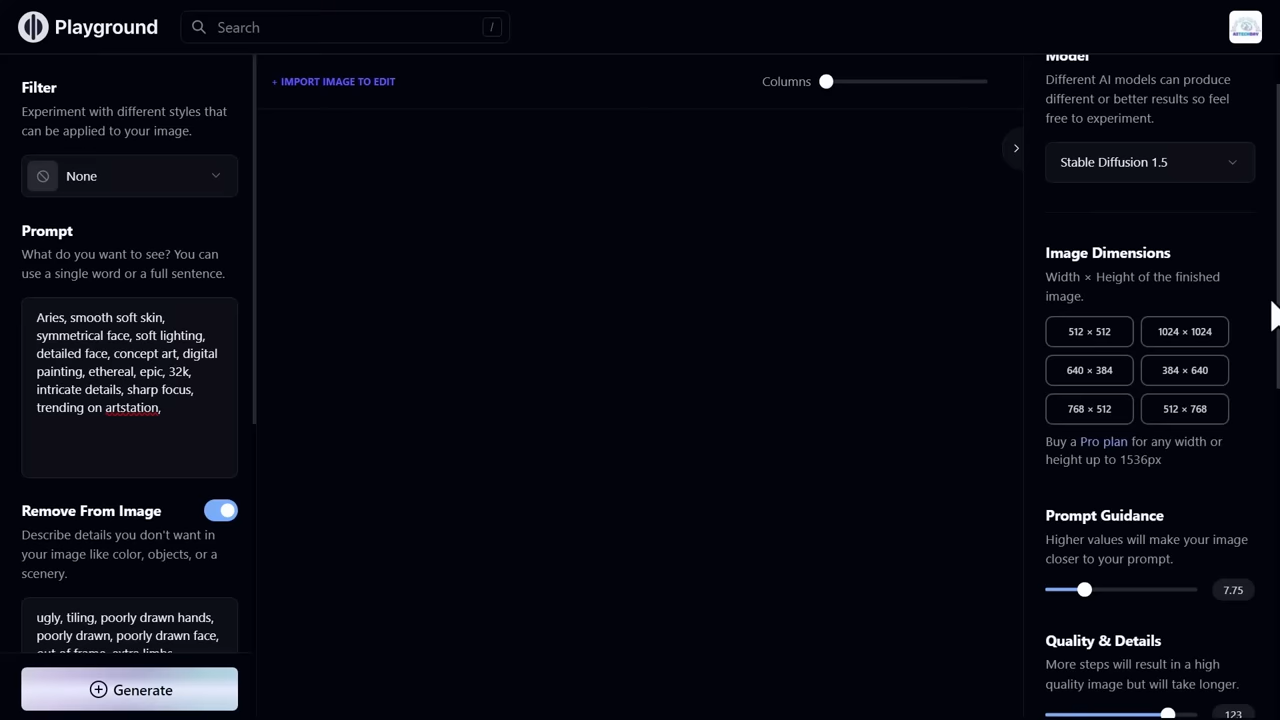 Playground
Search
/
Filter
Experiment with different styles that
can be applied to your image.
None
Prompt
What do you want to see? You can
use a single word or a full sentence.
Aries, smooth soft skin,
symmetrical face, soft lighting,
detailed face, concept art, digital
painting, ethereal, epic, 32k,
intricate details, sharp focus,
trending on artstation,
Remove From Image
Describe details you don't want in
your image like color, objects, or a
scenery.
ugly, tiling, poorly drawn hands,
poorly drawn, poorly drawn face,
out of frame, extra limbs
Generate
+ IMPORT IMAGE TO EDIT
Columns
Model
Different AI models can produce
different or better results so feel
free to experiment.
Stable Diffusion 1.5
Image Dimensions
Width × Height of the finished
image.
512 × 512
1024 × 1024
640 × 384
384 × 640
768 × 512
512 × 768
Buy a Pro plan for any width or
height up to 1536px
Prompt Guidance
Higher values will make your image
closer to your prompt.
7.75
Quality & Details
More steps will result in a high
quality image but will take longer.
123